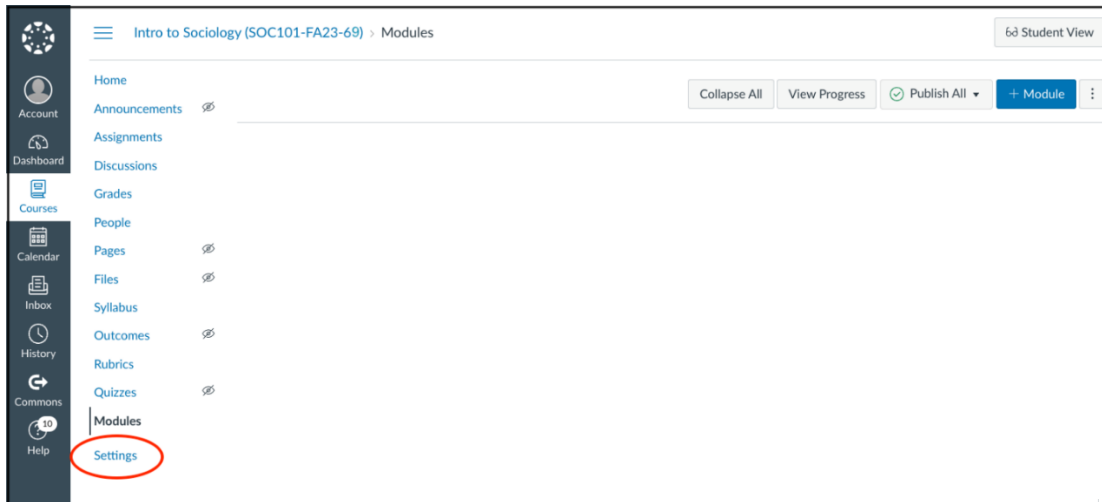 Intro to Sociology (SOC101-FA23-69) › Modules
Student View
Account
Dashboard
Courses
Calendar
Inbox
History
Commons
10
Help
Home
Announcements
Assignments
Discussions
Grades
People
Pages
Files
Syllabus
Outcomes
Rubrics
Quizzes
Modules
Settings
Collapse All View Progress Publish All + Module